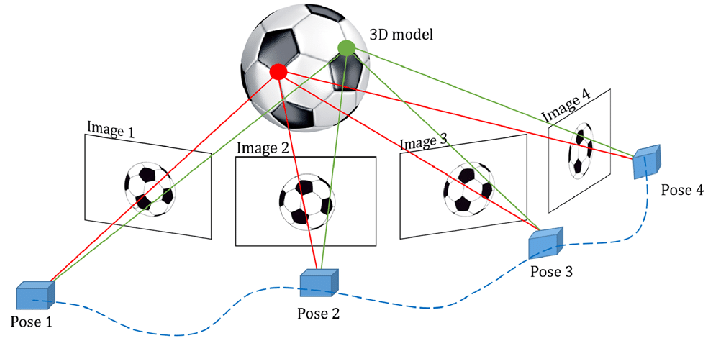 3D model
Image 1
Image 2
Image 3
Image 4
Pose 1
Pose 2
Pose 3
Pose 4